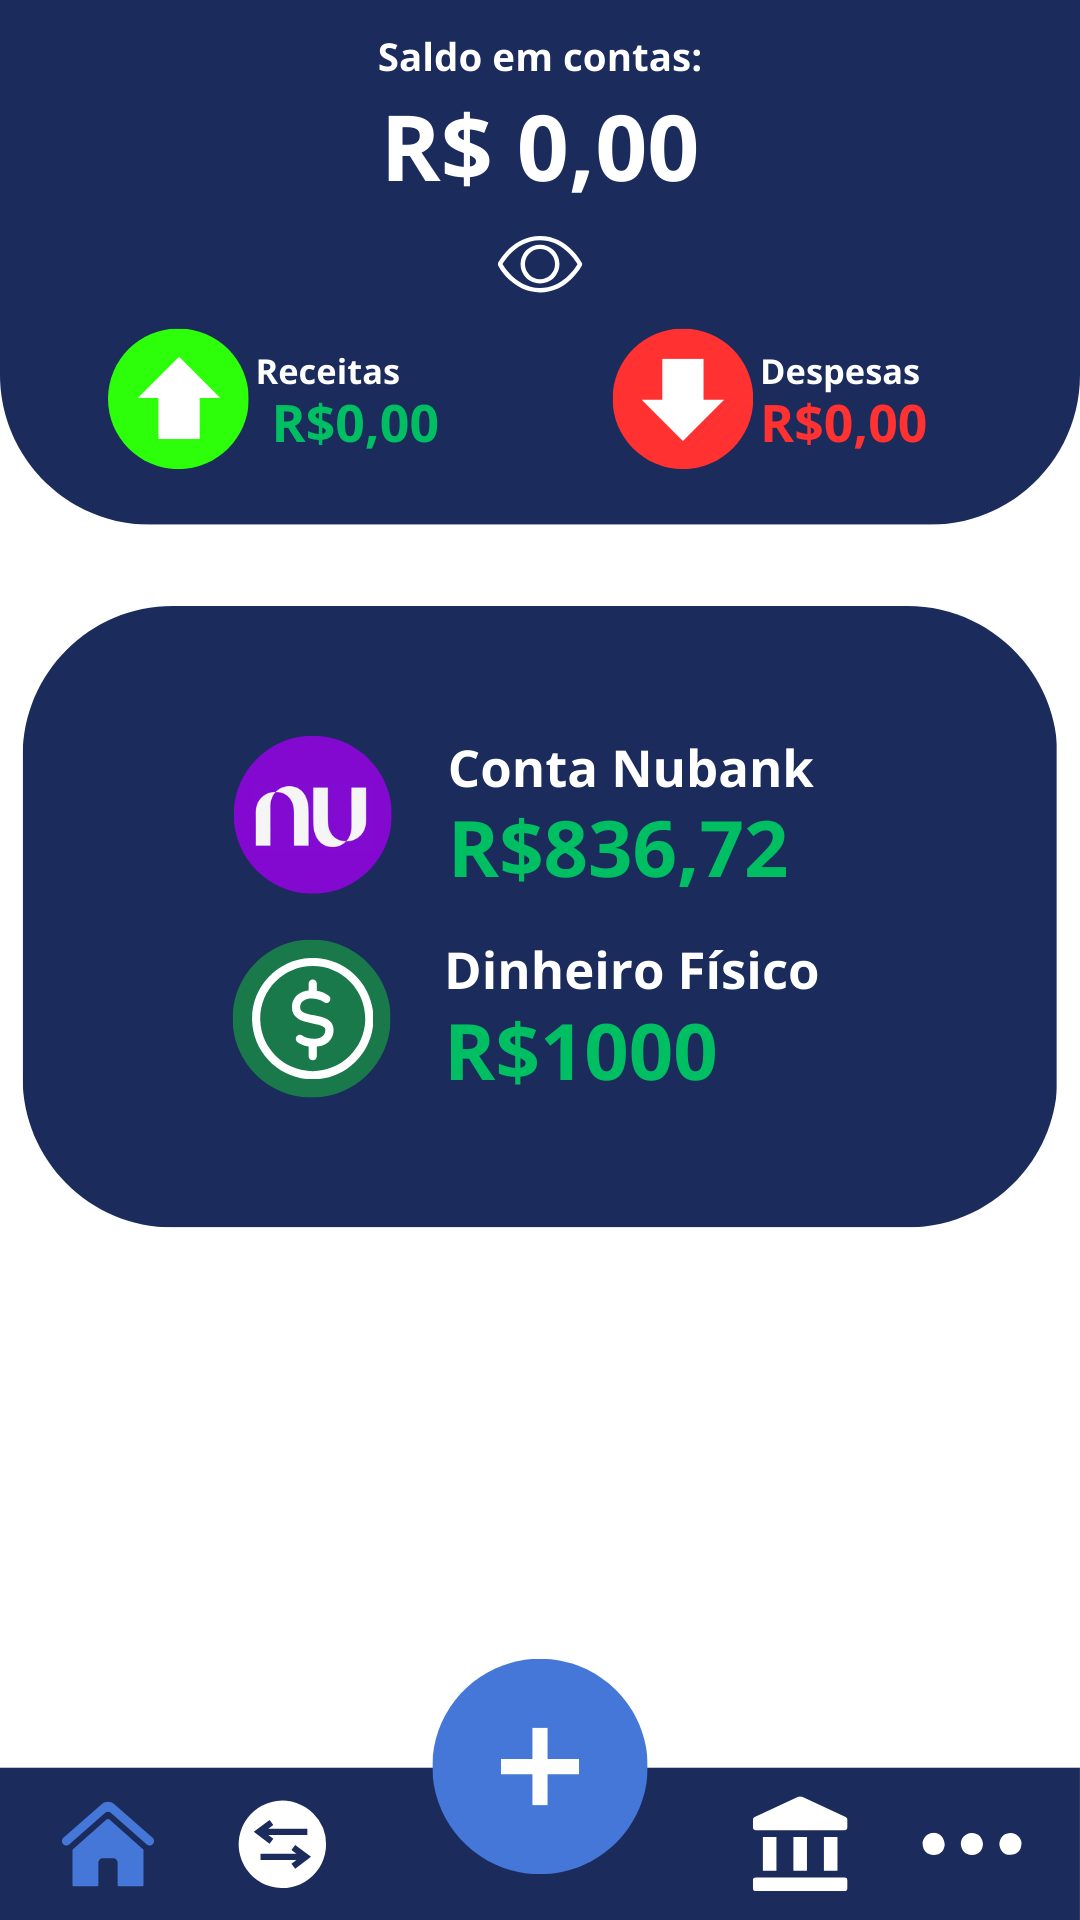 Saldo em contas:
R$ 0,00
Receitas
R$0,00
Despesas
R$0,00
nu
Conta Nubank
R$836,72
$
Dinheiro Físico
R$1000
+